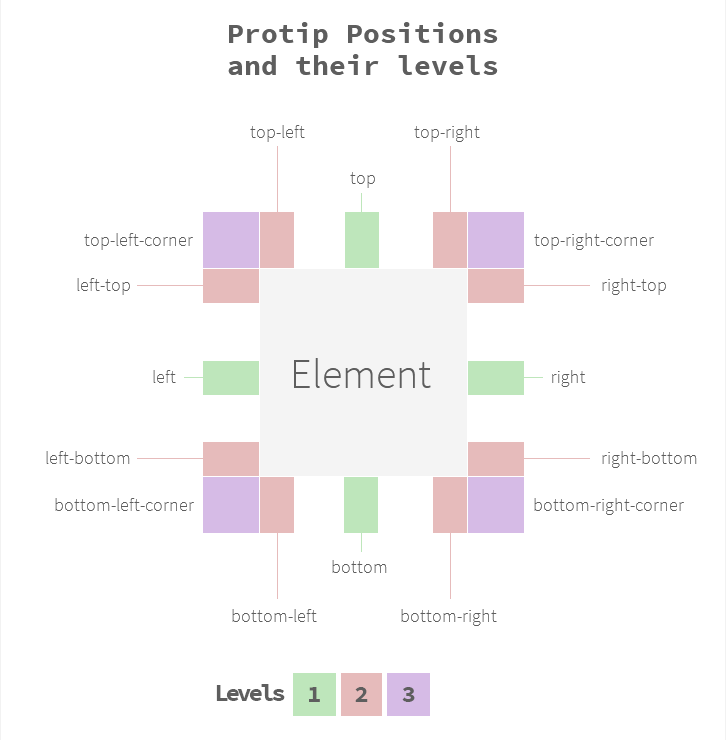 Protip Positions
and their levels
top-left
top-right
top
top-left-corner
top-right-corner
left-top
right-top
Element
left
right
left-bottom
right-bottom
bottom-left-corner
bottom-right-corner
bottom
bottom-left
bottom-right
Levels 1 2 3